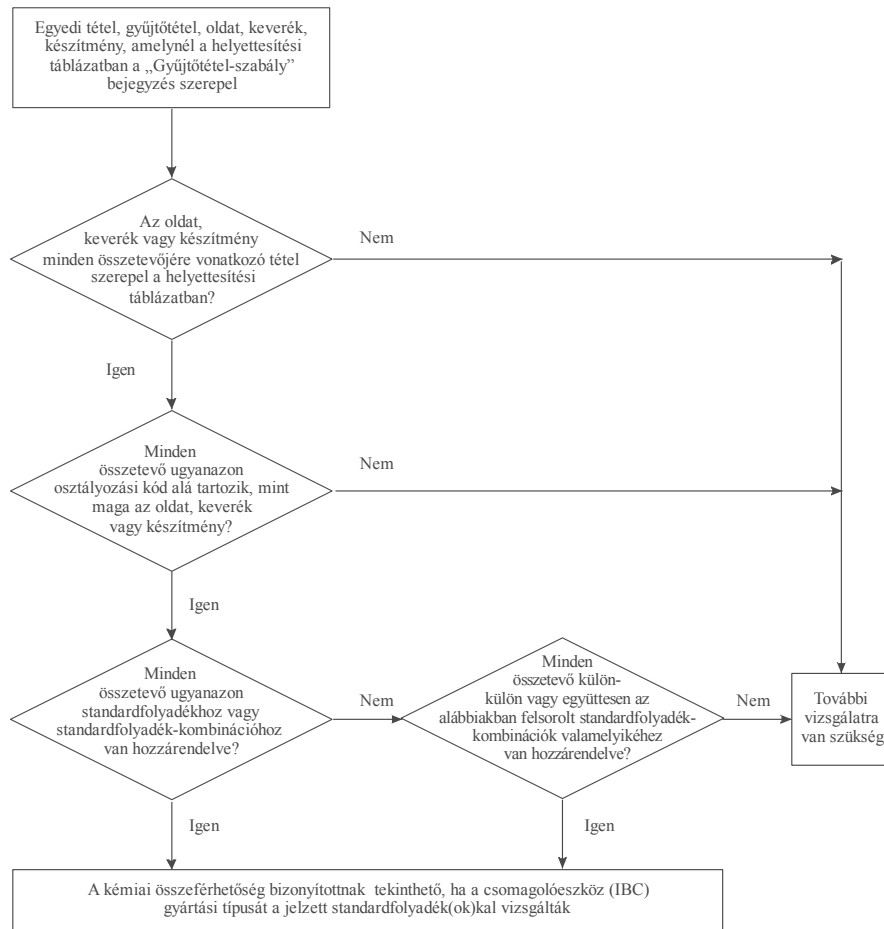 Egyedi tétel, gyűjtőtétel, oldat, keverék,
készítmény, amelynél a helyettesítési
táblázatban a „Gyűjtőtétel-szabály”
bejegyzés szerepel
Az oldat,
keverék vagy készítmény
minden összetevőjére vonatkozó tétel
szerepel a helyettesítési
táblázatban?
Nem
Igen
Minden
összetevő ugyanazon
osztályozási kód alá tartozik, mint
maga az oldat, keverék
vagy készítmény?
Nem
Igen
Minden
összetevő ugyanazon
standardfolyadékhoz vagy
standardfolyadék-kombinációhoz
van hozzárendelve?
Nem
Minden
összetevő külön-
külön vagy együttesen az
alábbiakban felsorolt standardfolyadék-
kombinációk valamelyikéhez
van hozzárendelve?
Nem
További
vizsgálatra
van szükség
Igen
Igen
A kémiai összeférhetőség bizonyítottnak tekinthető, ha a csomagolóeszköz (IBC)
gyártási típusát a jelzett standardfolyadék(ok)kal vizsgálták